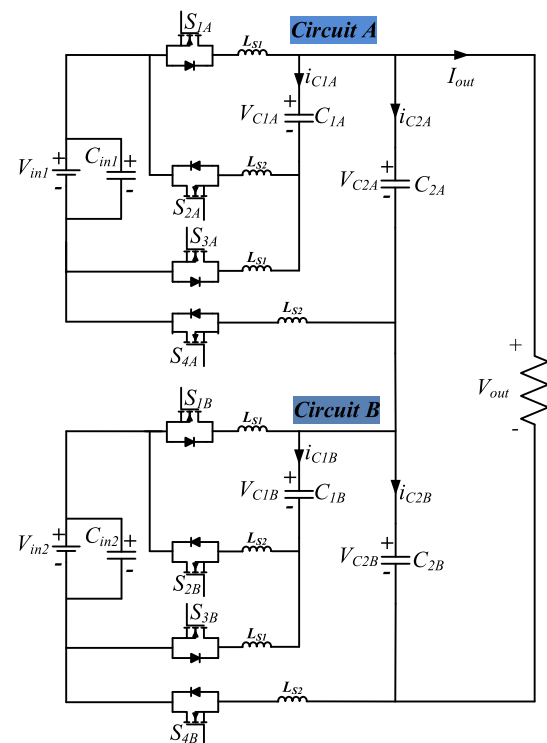 S1A
LS1
Circuit A
Iout
iC1A
VC1A
+
-
C1A
iC2A
Vin1
+
-
Cin1
+
-
LS2
S2A
VC2A
+
-
C2A
S3A
LS1
LS2
S4A
+
Vout
-
S1B
LS1
Circuit B
iC1B
VC1B
+
-
C1B
iC2B
Vin2
+
-
Cin2
+
-
LS2
S2B
VC2B
+
-
C2B
S3B
LS1
LS2
S4B